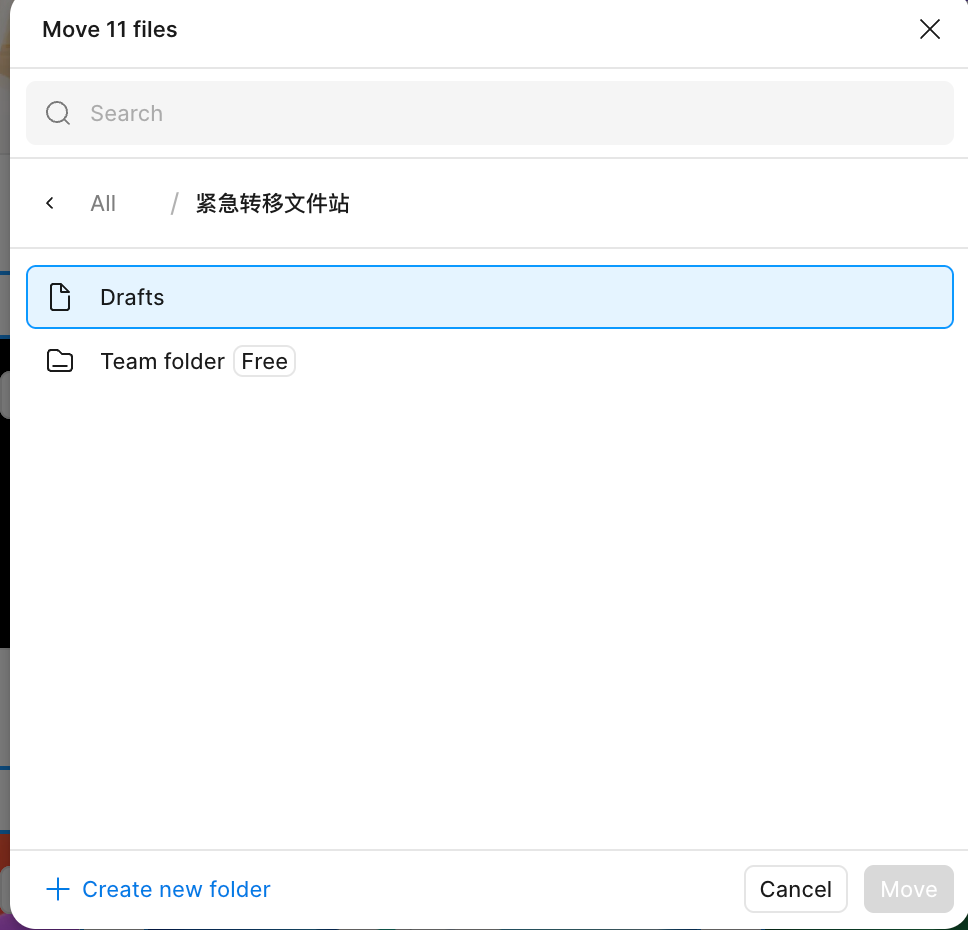 Move 11 files
Search
All / 紧急转移文件站
Drafts
Team folder Free
Create new folder
Cancel
Move